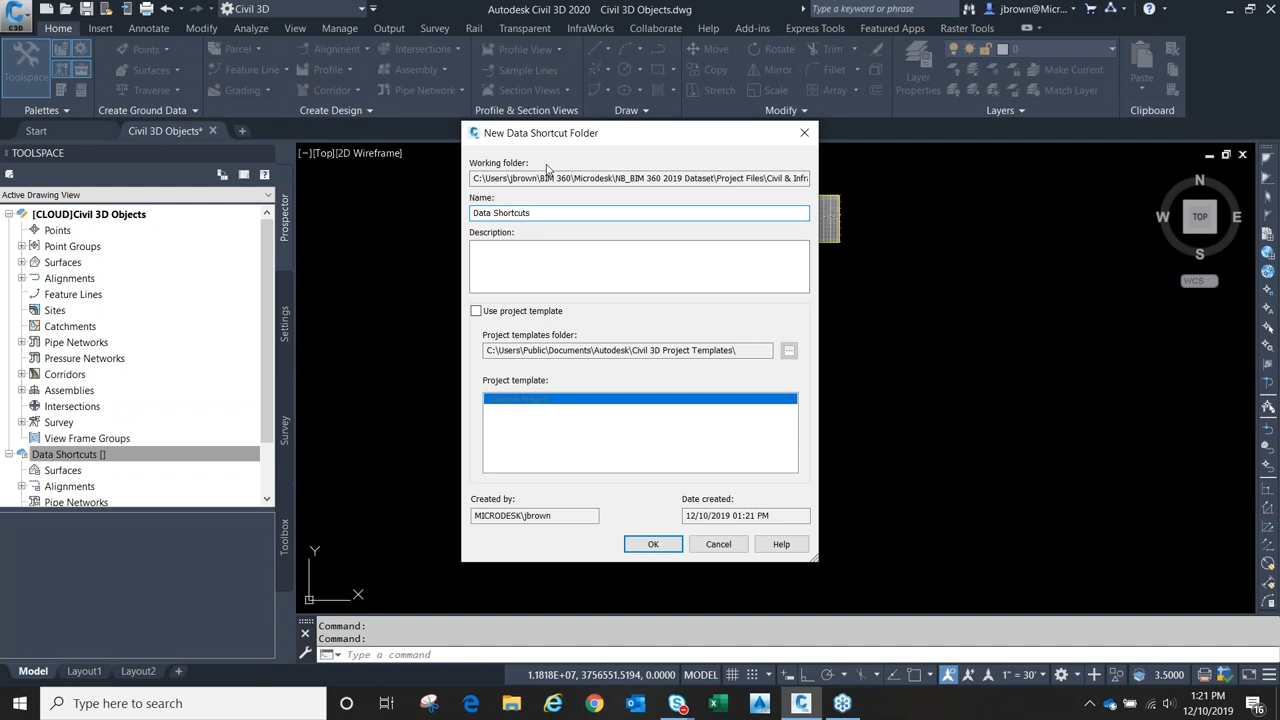 Civil 3D
Autodesk Civil 3D 2020 Civil 3D Objects.dwg
Type a keyword or phrase
jbrown@Micr...
C3D
Home Insert Annotate Modify Analyze View Manage Output Survey Rail Transparent InfraWorks Collaborate Help Add-ins Express Tools Featured Apps Raster Tools
Toolspace
Points Parcel Alignment Intersections Profile View Move Rotate Trim 0
Surfaces Feature Line Profile Assembly Sample Lines Copy Mirror Fillet Make Current
Traverse Grading Corridor Pipe Network Section Views Stretch Scale Array Match Layer
Layer Properties
Paste
Palettes Create Ground Data Create Design Profile & Section Views Draw Modify Layers Clipboard
Start Civil 3D Objects*
TOOLSPACE
Active Drawing View
[CLOUD]Civil 3D Objects
Points
Point Groups
Surfaces
Alignments
Feature Lines
Sites
Catchments
Pipe Networks
Pressure Networks
Corridors
Assemblies
Intersections
Survey
View Frame Groups
Data Shortcuts []
Surfaces
Alignments
Pipe Networks
Prospector
Settings
Survey
Toolbox
[−][Top][2D Wireframe]
N
W TOP E
S
WCS
New Data Shortcut Folder
Working folder:
C:\Users\jbrown\BIM 360\Microdesk\NB_BIM 360 2019 Dataset\Project Files\Civil & Infr
Name:
Data Shortcuts
Description:
Use project template
Project templates folder:
C:\Users\Public\Documents\Autodesk\Civil 3D Project Templates\
...
Project template:
Created by: Date created:
MICRODESK\jbrown 12/10/2019 01:21 PM
OK Cancel Help
Y
X
Command:
Command:
Type a command
Model Layout1 Layout2 +
1.1818E+07, 3756551.5194, 0.0000 MODEL 1" = 30' 3.5000
Type here to search
1:21 PM
12/10/2019
16